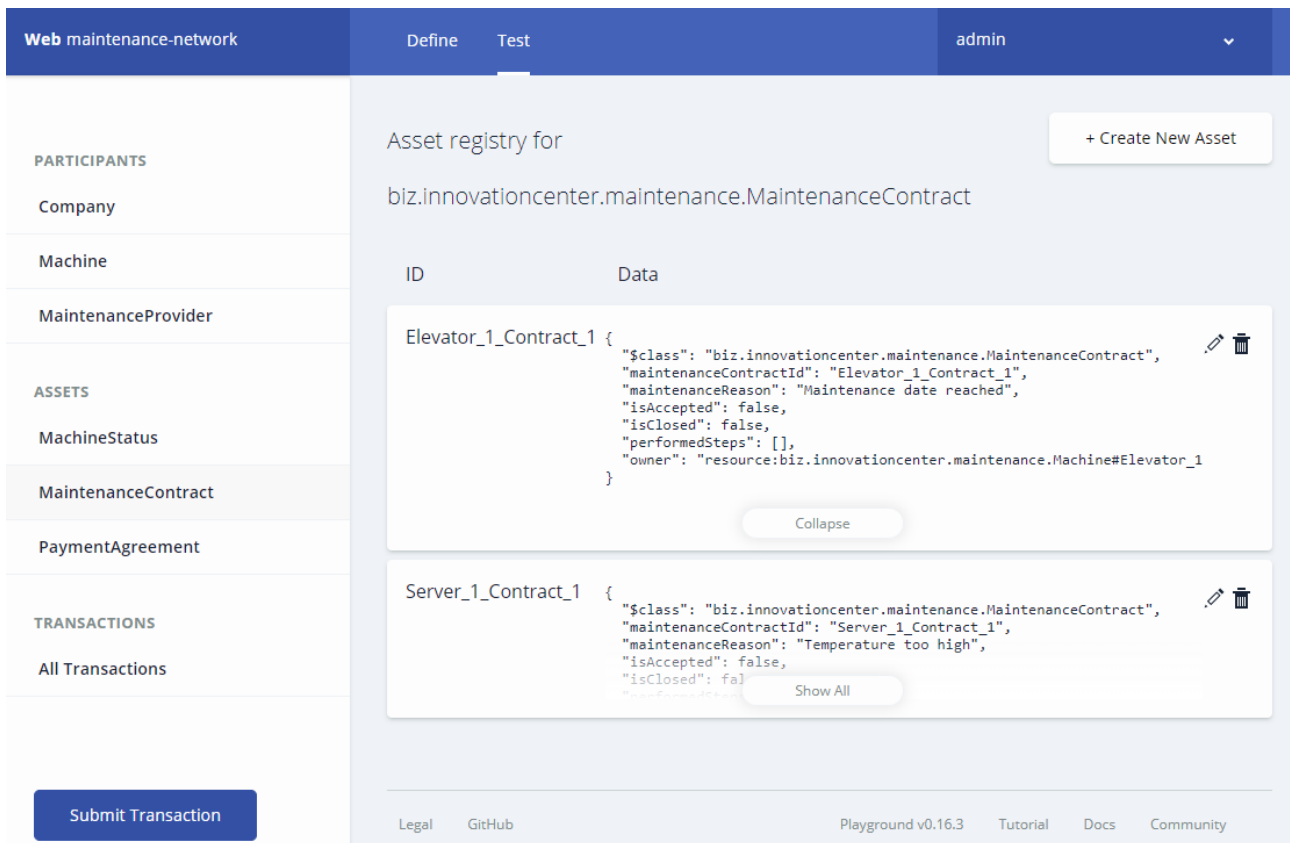 Web maintenance-network
Define Test
admin
PARTICIPANTS
Company
Machine
MaintenanceProvider
ASSETS
MachineStatus
MaintenanceContract
PaymentAgreement
TRANSACTIONS
All Transactions
Submit Transaction
Asset registry for
+ Create New Asset
biz.innovationcenter.maintenance.MaintenanceContract
ID Data
Elevator_1_Contract_1 {
"$class": "biz.innovationcenter.maintenance.MaintenanceContract",
"maintenanceContractId": "Elevator_1_Contract_1",
"maintenanceReason": "Maintenance date reached",
"isAccepted": false,
"isClosed": false,
"performedSteps": [],
"owner": "resource:biz.innovationcenter.maintenance.Machine#Elevator_1
}
Collapse
Server_1_Contract_1 {
"$class": "biz.innovationcenter.maintenance.MaintenanceContract",
"maintenanceContractId": "Server_1_Contract_1",
"maintenanceReason": "Temperature too high",
"isAccepted": false,
"isClosed": fal
Show All
Legal GitHub Playground v0.16.3 Tutorial Docs Community